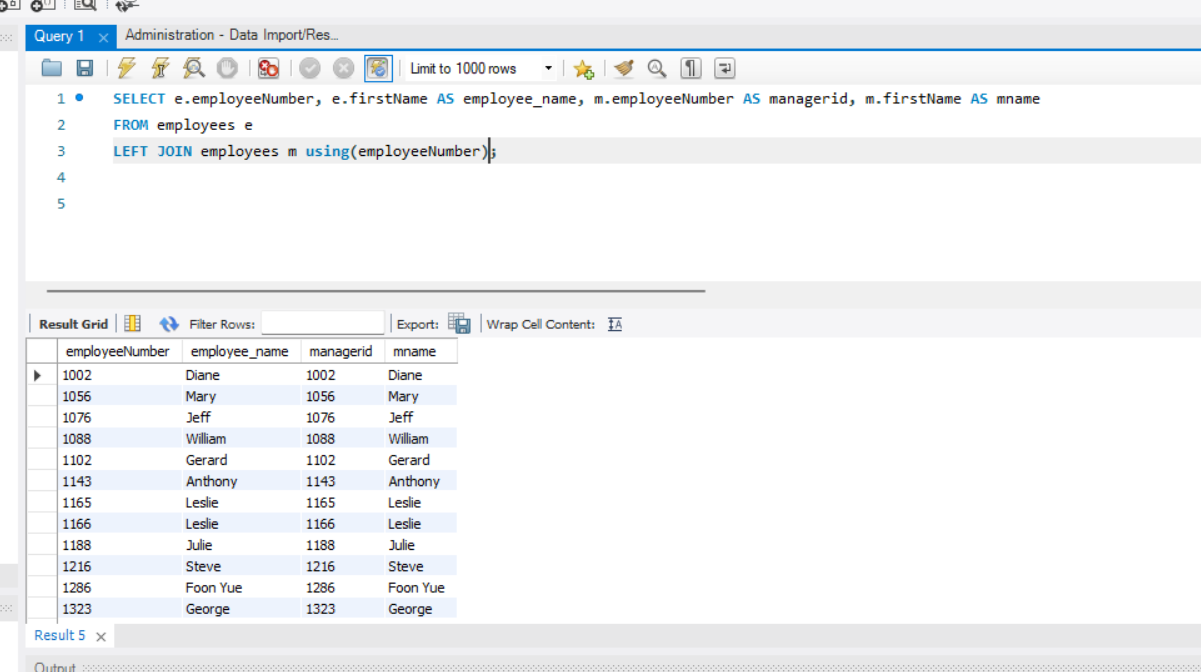 Query 1 × Administration - Data Import/Res...
Limit to 1000 rows
1 SELECT e.employeeNumber, e.firstName AS employee_name, m.employeeNumber AS managerid, m.firstName AS mname
2 FROM employees e
3 LEFT JOIN employees m using(employeeNumber);
4
5
Result Grid Filter Rows: Export: Wrap Cell Content: IA
employeeNumber employee_name managerid mname
1002 Diane 1002 Diane
1056 Mary 1056 Mary
1076 Jeff 1076 Jeff
1088 William 1088 William
1102 Gerard 1102 Gerard
1143 Anthony 1143 Anthony
1165 Leslie 1165 Leslie
1166 Leslie 1166 Leslie
1188 Julie 1188 Julie
1216 Steve 1216 Steve
1286 Foon Yue 1286 Foon Yue
1323 George 1323 George
Result 5 ×
Output